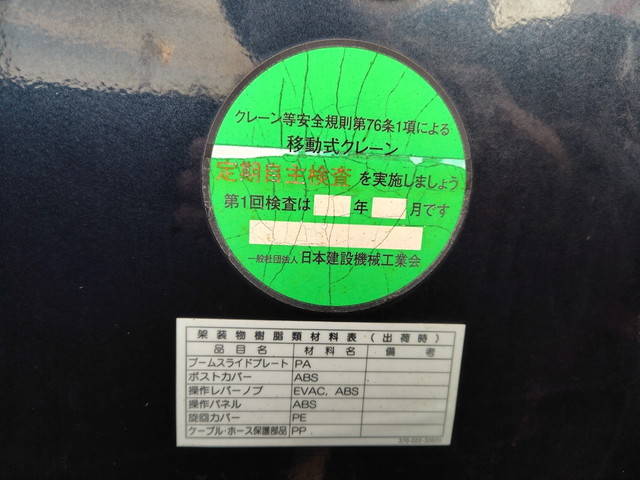 クレーン等安全規則第76条1項による
移動式クレーン
定期自主検査 を実施しましょう
第1回検査は 年 月です
一般社団法人 日本建設機械工業会
架装物樹脂類材料表(出荷時)
品目名 材料名 備考
ブームスライドプレート PA
ポストカバー ABS
操作レバーノブ EVAC, ABS
操作パネル ABS
旋回カバー PE
ケーブル・ホース保護部品 PP